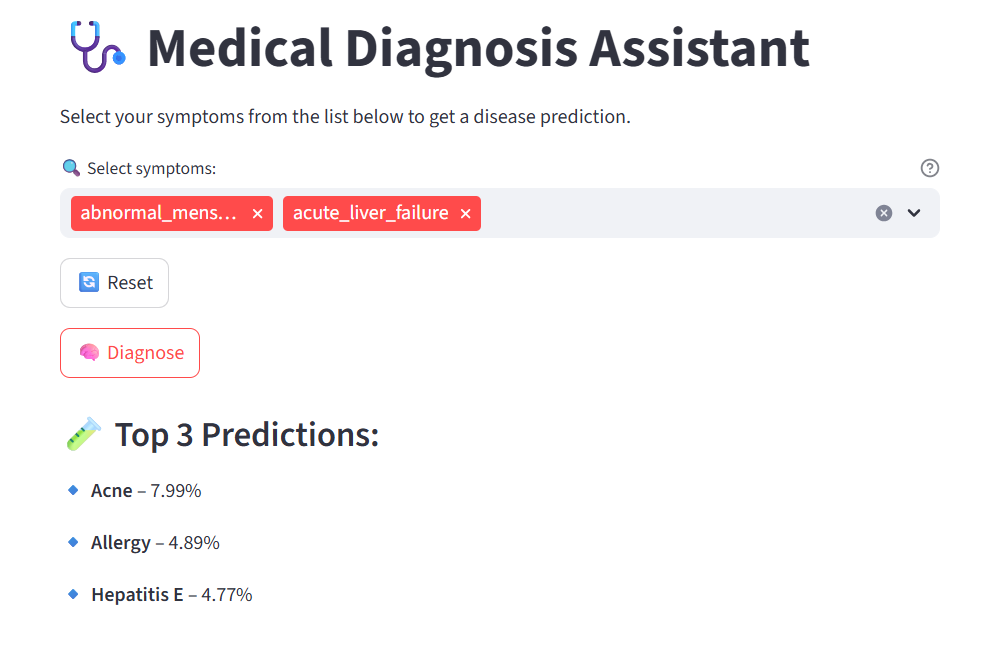 Medical Diagnosis Assistant
Select your symptoms from the list below to get a disease prediction.
Select symptoms:
abnormal_mens... × acute_liver_failure ×
Reset
Diagnose
Top 3 Predictions:
Acne – 7.99%
Allergy – 4.89%
Hepatitis E – 4.77%